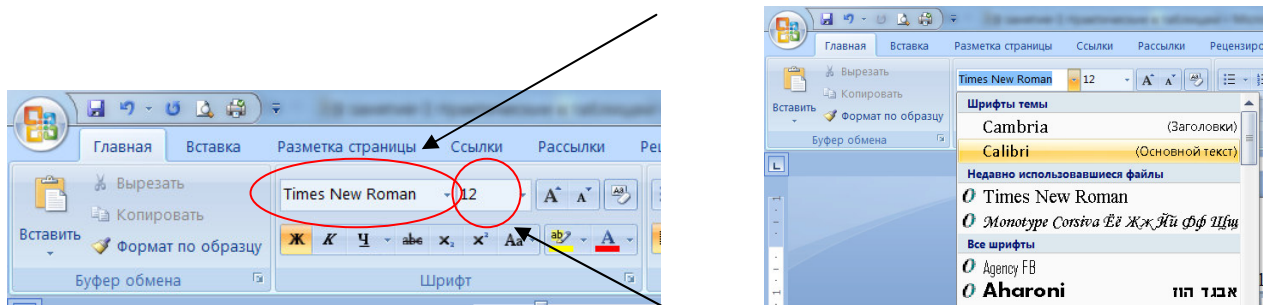 Главная Вставка Разметка страницы Ссылки Рассылки
Вырезать
Копировать
Вставить
Формат по образцу
Буфер обмена
Times New Roman 12
Ж К Ч abc x₂ x² Aa ab A
Шрифт
Главная Вставка Разметка страницы Ссылки Рассылки Рецензиро
Вырезать
Копировать
Вставить
Формат по образцу
Буфер обмена
Times New Roman 12
Шрифты темы
Cambria (Заголовки)
Calibri (Основной текст)
Недавно использовавшиеся файлы
Times New Roman
Monotype Corsiva Ёё Жж Йй Фф Щщ
Все шрифты
Agency FB
Aharoni אבגד הוז